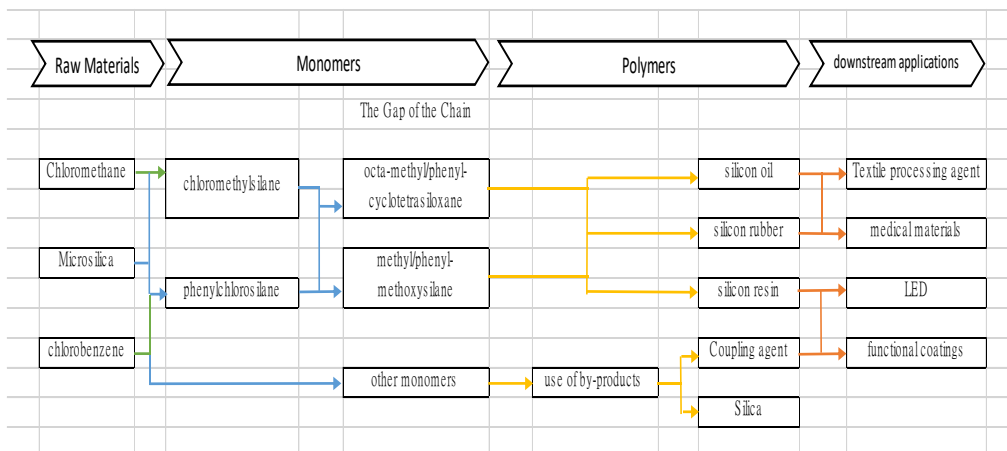 Raw Materials
Monomers
Polymers
downstream applications
The Gap of the Chain
Chloromethane
chloromethylsilane
octa-methyl/phenyl-
cyclotetrasiloxane
silicon oil
Textile processing agent
silicon rubber
medical materials
Microsilica
phenylchlorosilane
methyl/phenyl-
methoxysilane
silicon resin
LED
chlorobenzene
Coupling agent
functional coatings
other monomers
use of by-products
Silica